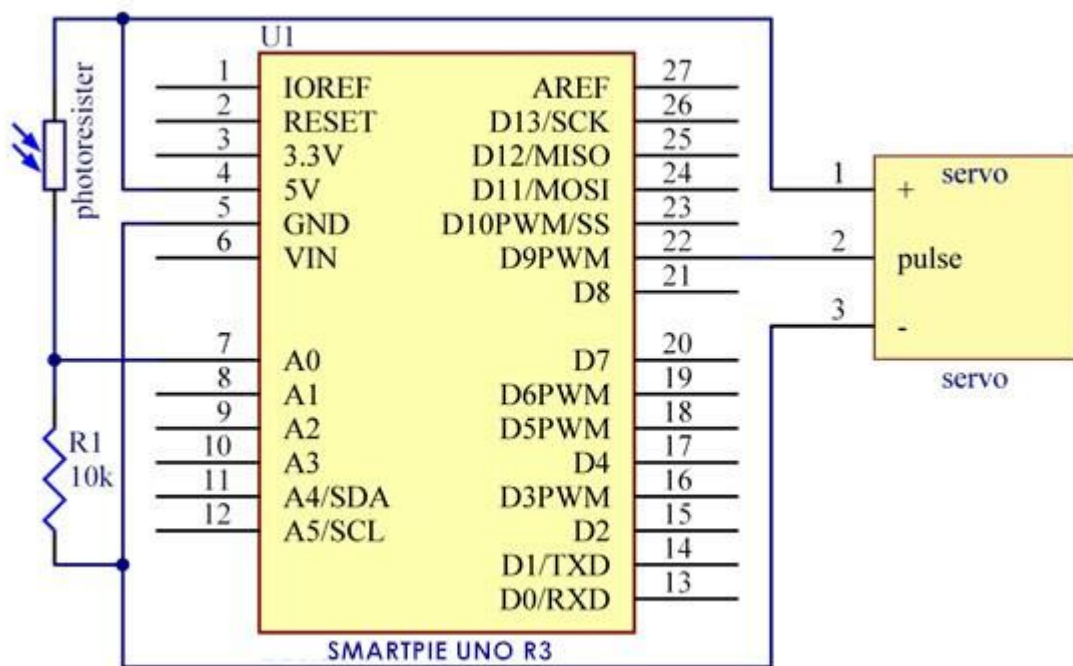 U1
photoresister
1 IOREF AREF 27
2 RESET D13/SCK 26
3 3.3V D12/MISO 25
4 5V D11/MOSI 24
5 GND D10PWM/SS 23
6 VIN D9PWM 22
D8 21
7 A0 D7 20
8 A1 D6PWM 19
9 A2 D5PWM 18
10 A3 D4 17
11 A4/SDA D3PWM 16
12 A5/SCL D2 15
D1/TXD 14
D0/RXD 13
R1
10k
1 + servo
2 pulse
3 -
servo
SMARTPIE UNO R3